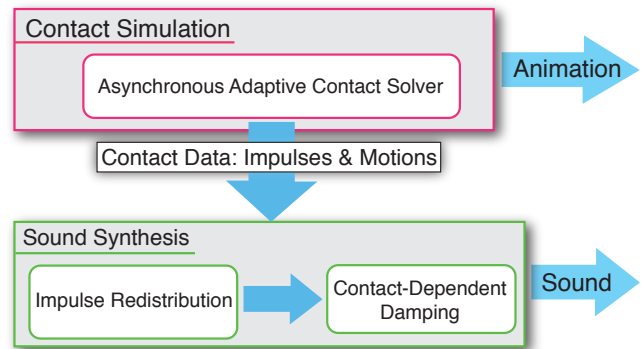 Contact Simulation
Asynchronous Adaptive Contact Solver
Animation
Contact Data: Impulses & Motions
Sound Synthesis
Impulse Redistribution
Contact-Dependent
Damping
Sound